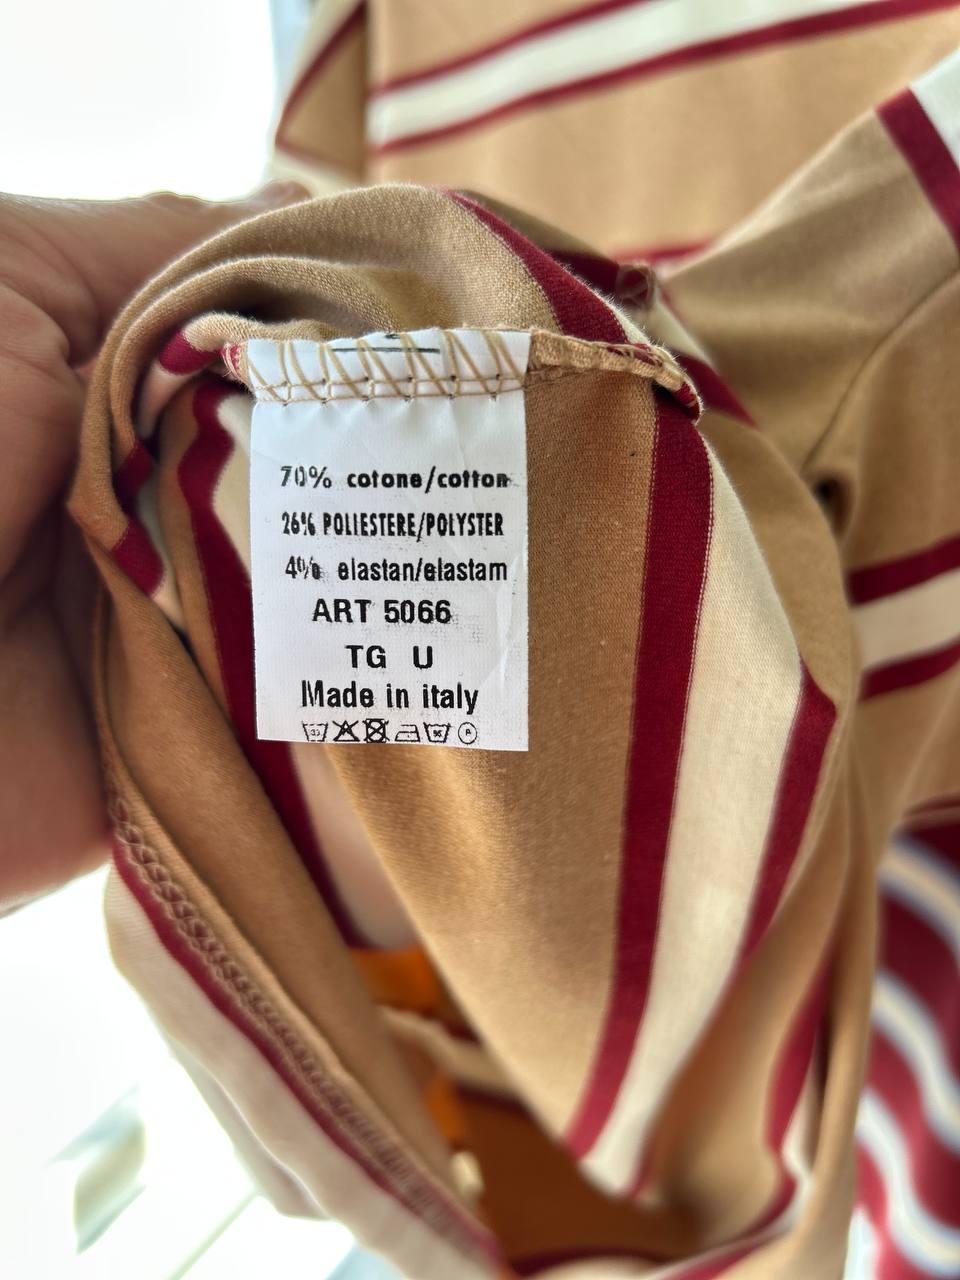 70% cotone/cotton
26% POLIESTERE/POLYSTER
4% elastan/elastam
ART 5066
TG U
Made in italy